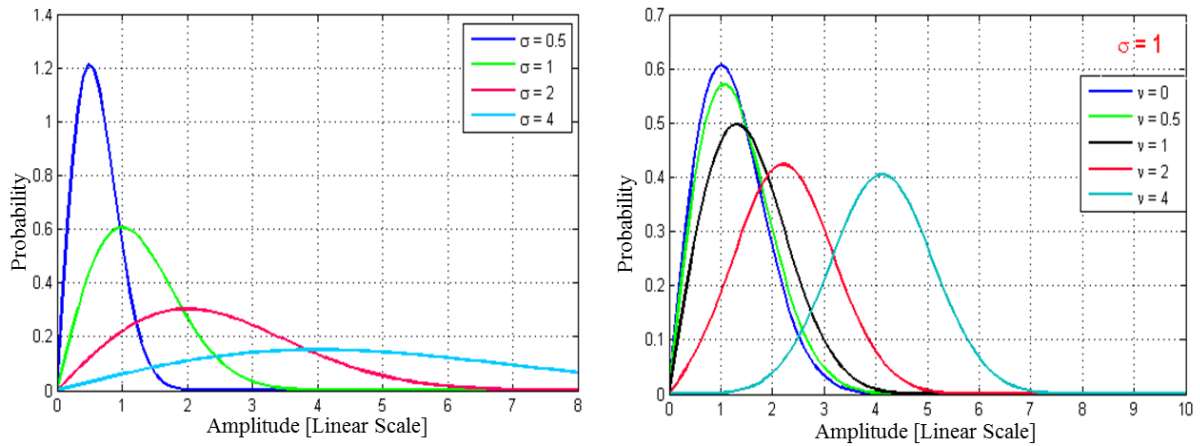 1.4
1.2
1
0.8
0.6
0.4
0.2
0
0 1 2 3 4 5 6 7 8
Probability
Amplitude [Linear Scale]
σ = 0.5
σ = 1
σ = 2
σ = 4
0.7
0.6
0.5
0.4
0.3
0.2
0.1
0
0 1 2 3 4 5 6 7 8 9 10
Probability
Amplitude [Linear Scale]
σ = 1
ν = 0
ν = 0.5
ν = 1
ν = 2
ν = 4